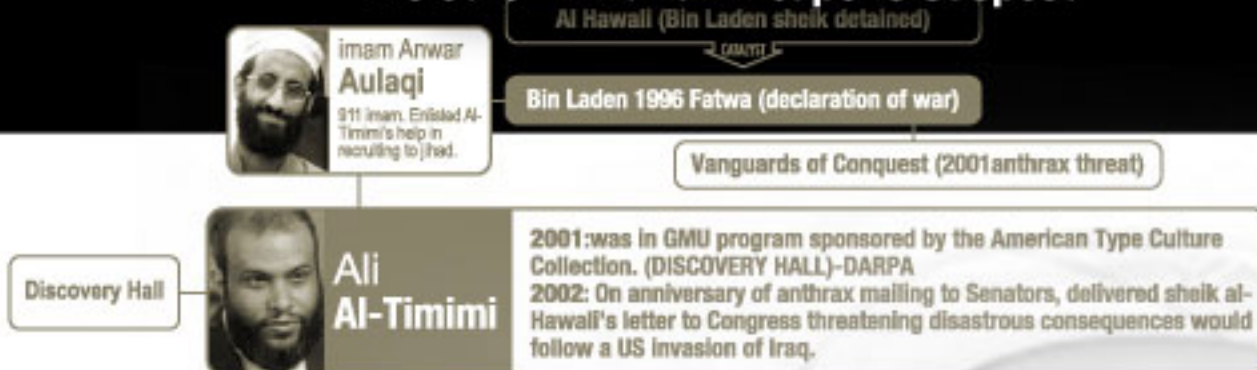 Al Hawali (Bin Laden sheik detained)
CATALYST
imam Anwar
Aulaqi
911 imam. Enlisted Al-
Timimi's help in
recruiting to jihad.
Bin Laden 1996 Fatwa (declaration of war)
Vanguards of Conquest (2001anthrax threat)
Discovery Hall
Ali
Al-Timimi
2001:was in GMU program sponsored by the American Type Culture
Collection. (DISCOVERY HALL)-DARPA
2002: On anniversary of anthrax mailing to Senators, delivered sheik al-
Hawali's letter to Congress threatening disastrous consequences would
follow a US invasion of Iraq.